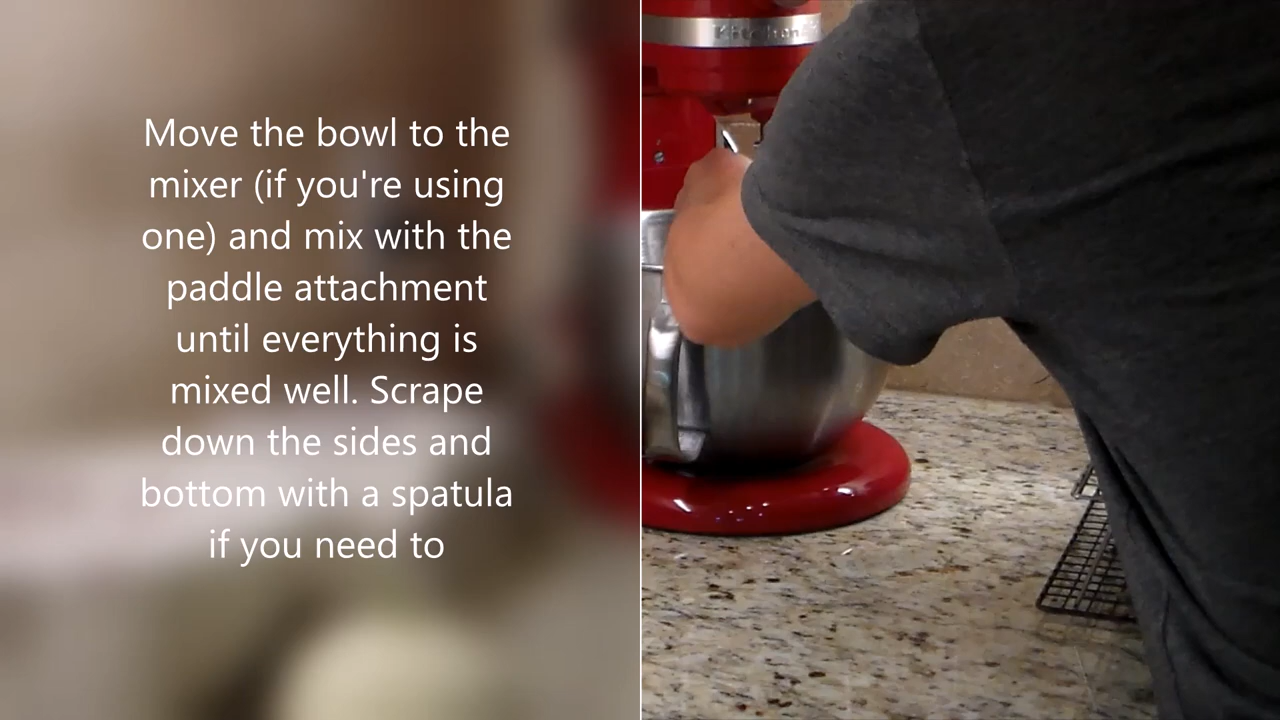 Move the bowl to the
mixer (if you're using
one) and mix with the
paddle attachment
until everything is
mixed well. Scrape
down the sides and
bottom with a spatula
if you need to
KitchenAid